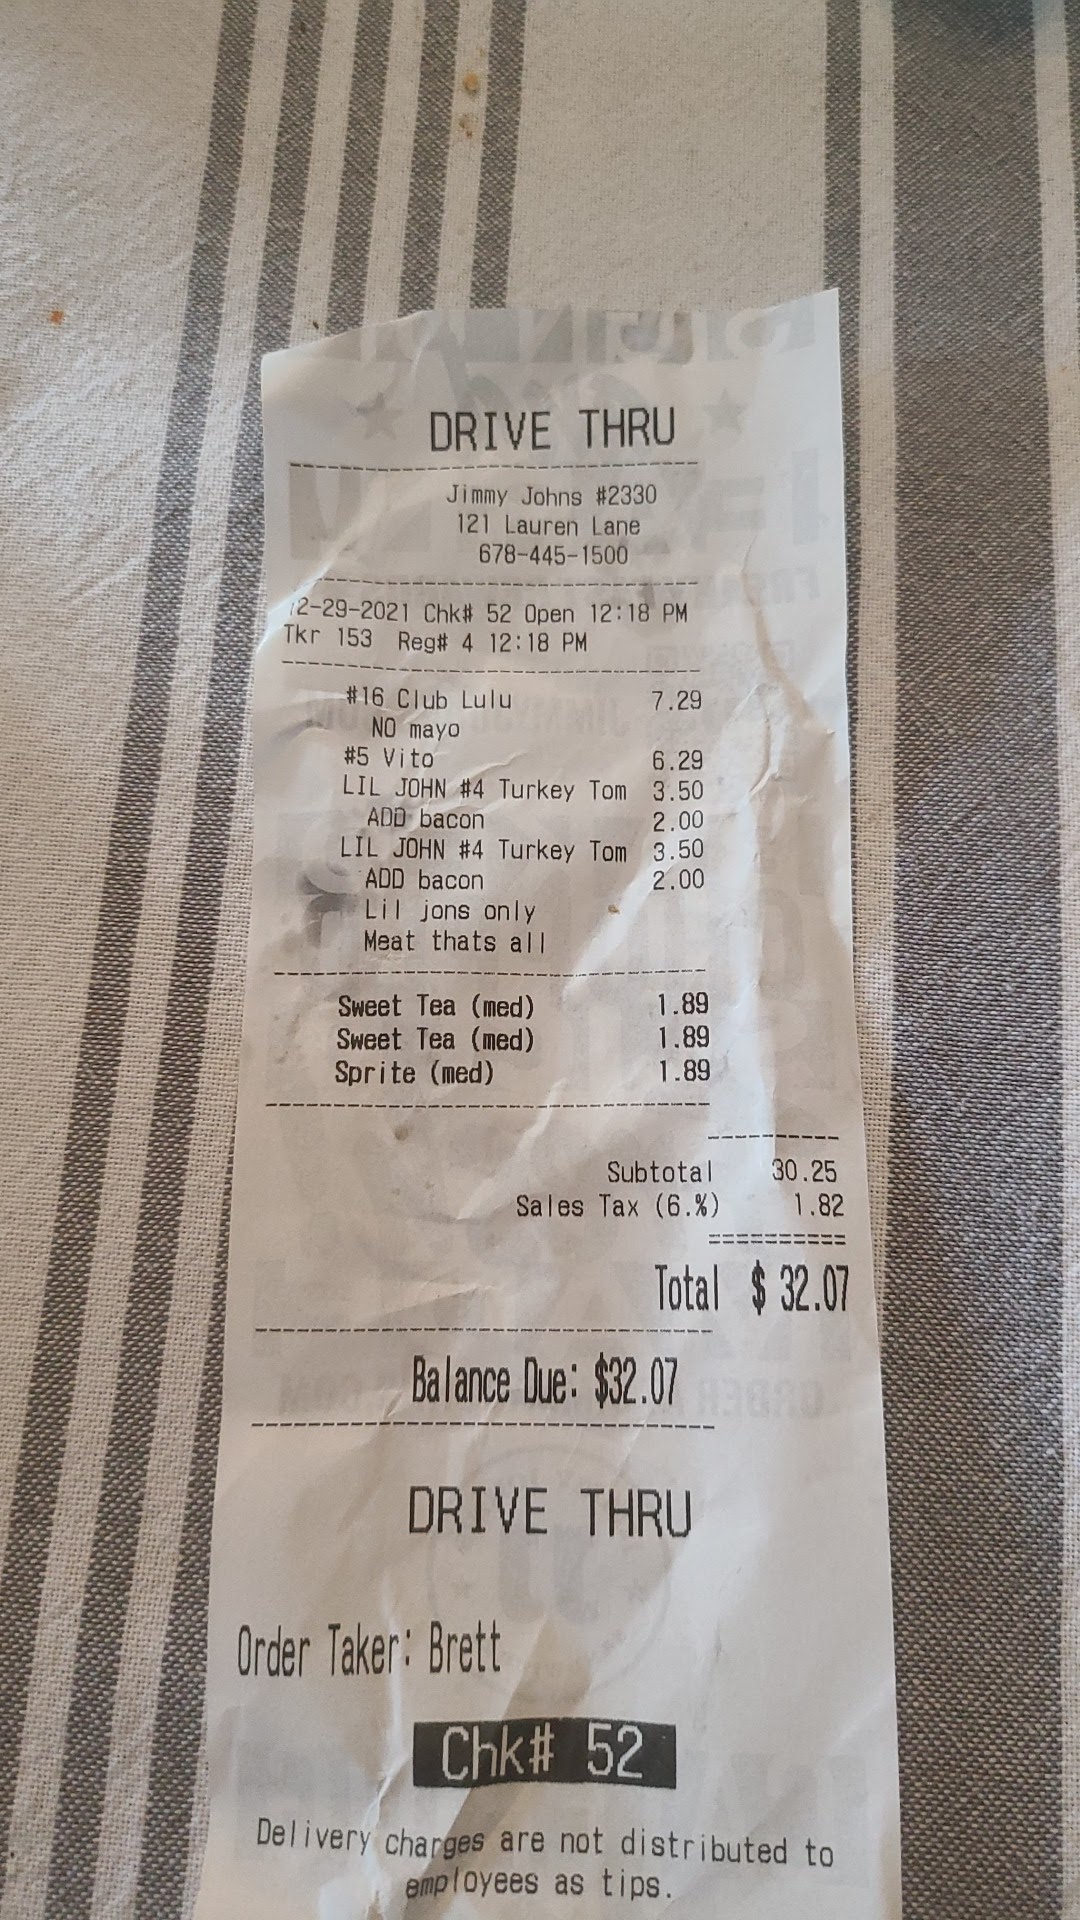 DRIVE THRU
Jimmy Johns #2330
121 Lauren Lane
678-445-1500
12-29-2021 Chk# 52 Open 12:18 PM
Tkr 153 Reg# 4 12:18 PM
#16 Club Lulu 7.29
NO mayo
#5 Vito 6.29
LIL JOHN #4 Turkey Tom 3.50
ADD bacon 2.00
LIL JOHN #4 Turkey Tom 3.50
ADD bacon 2.00
Lil jons only
Meat thats all
Sweet Tea (med) 1.89
Sweet Tea (med) 1.89
Sprite (med) 1.89
Subtotal 30.25
Sales Tax (6.%) 1.82
Total $ 32.07
Balance Due: $32.07
DRIVE THRU
Order Taker: Brett
Chk# 52
Delivery charges are not distributed to
employees as tips.